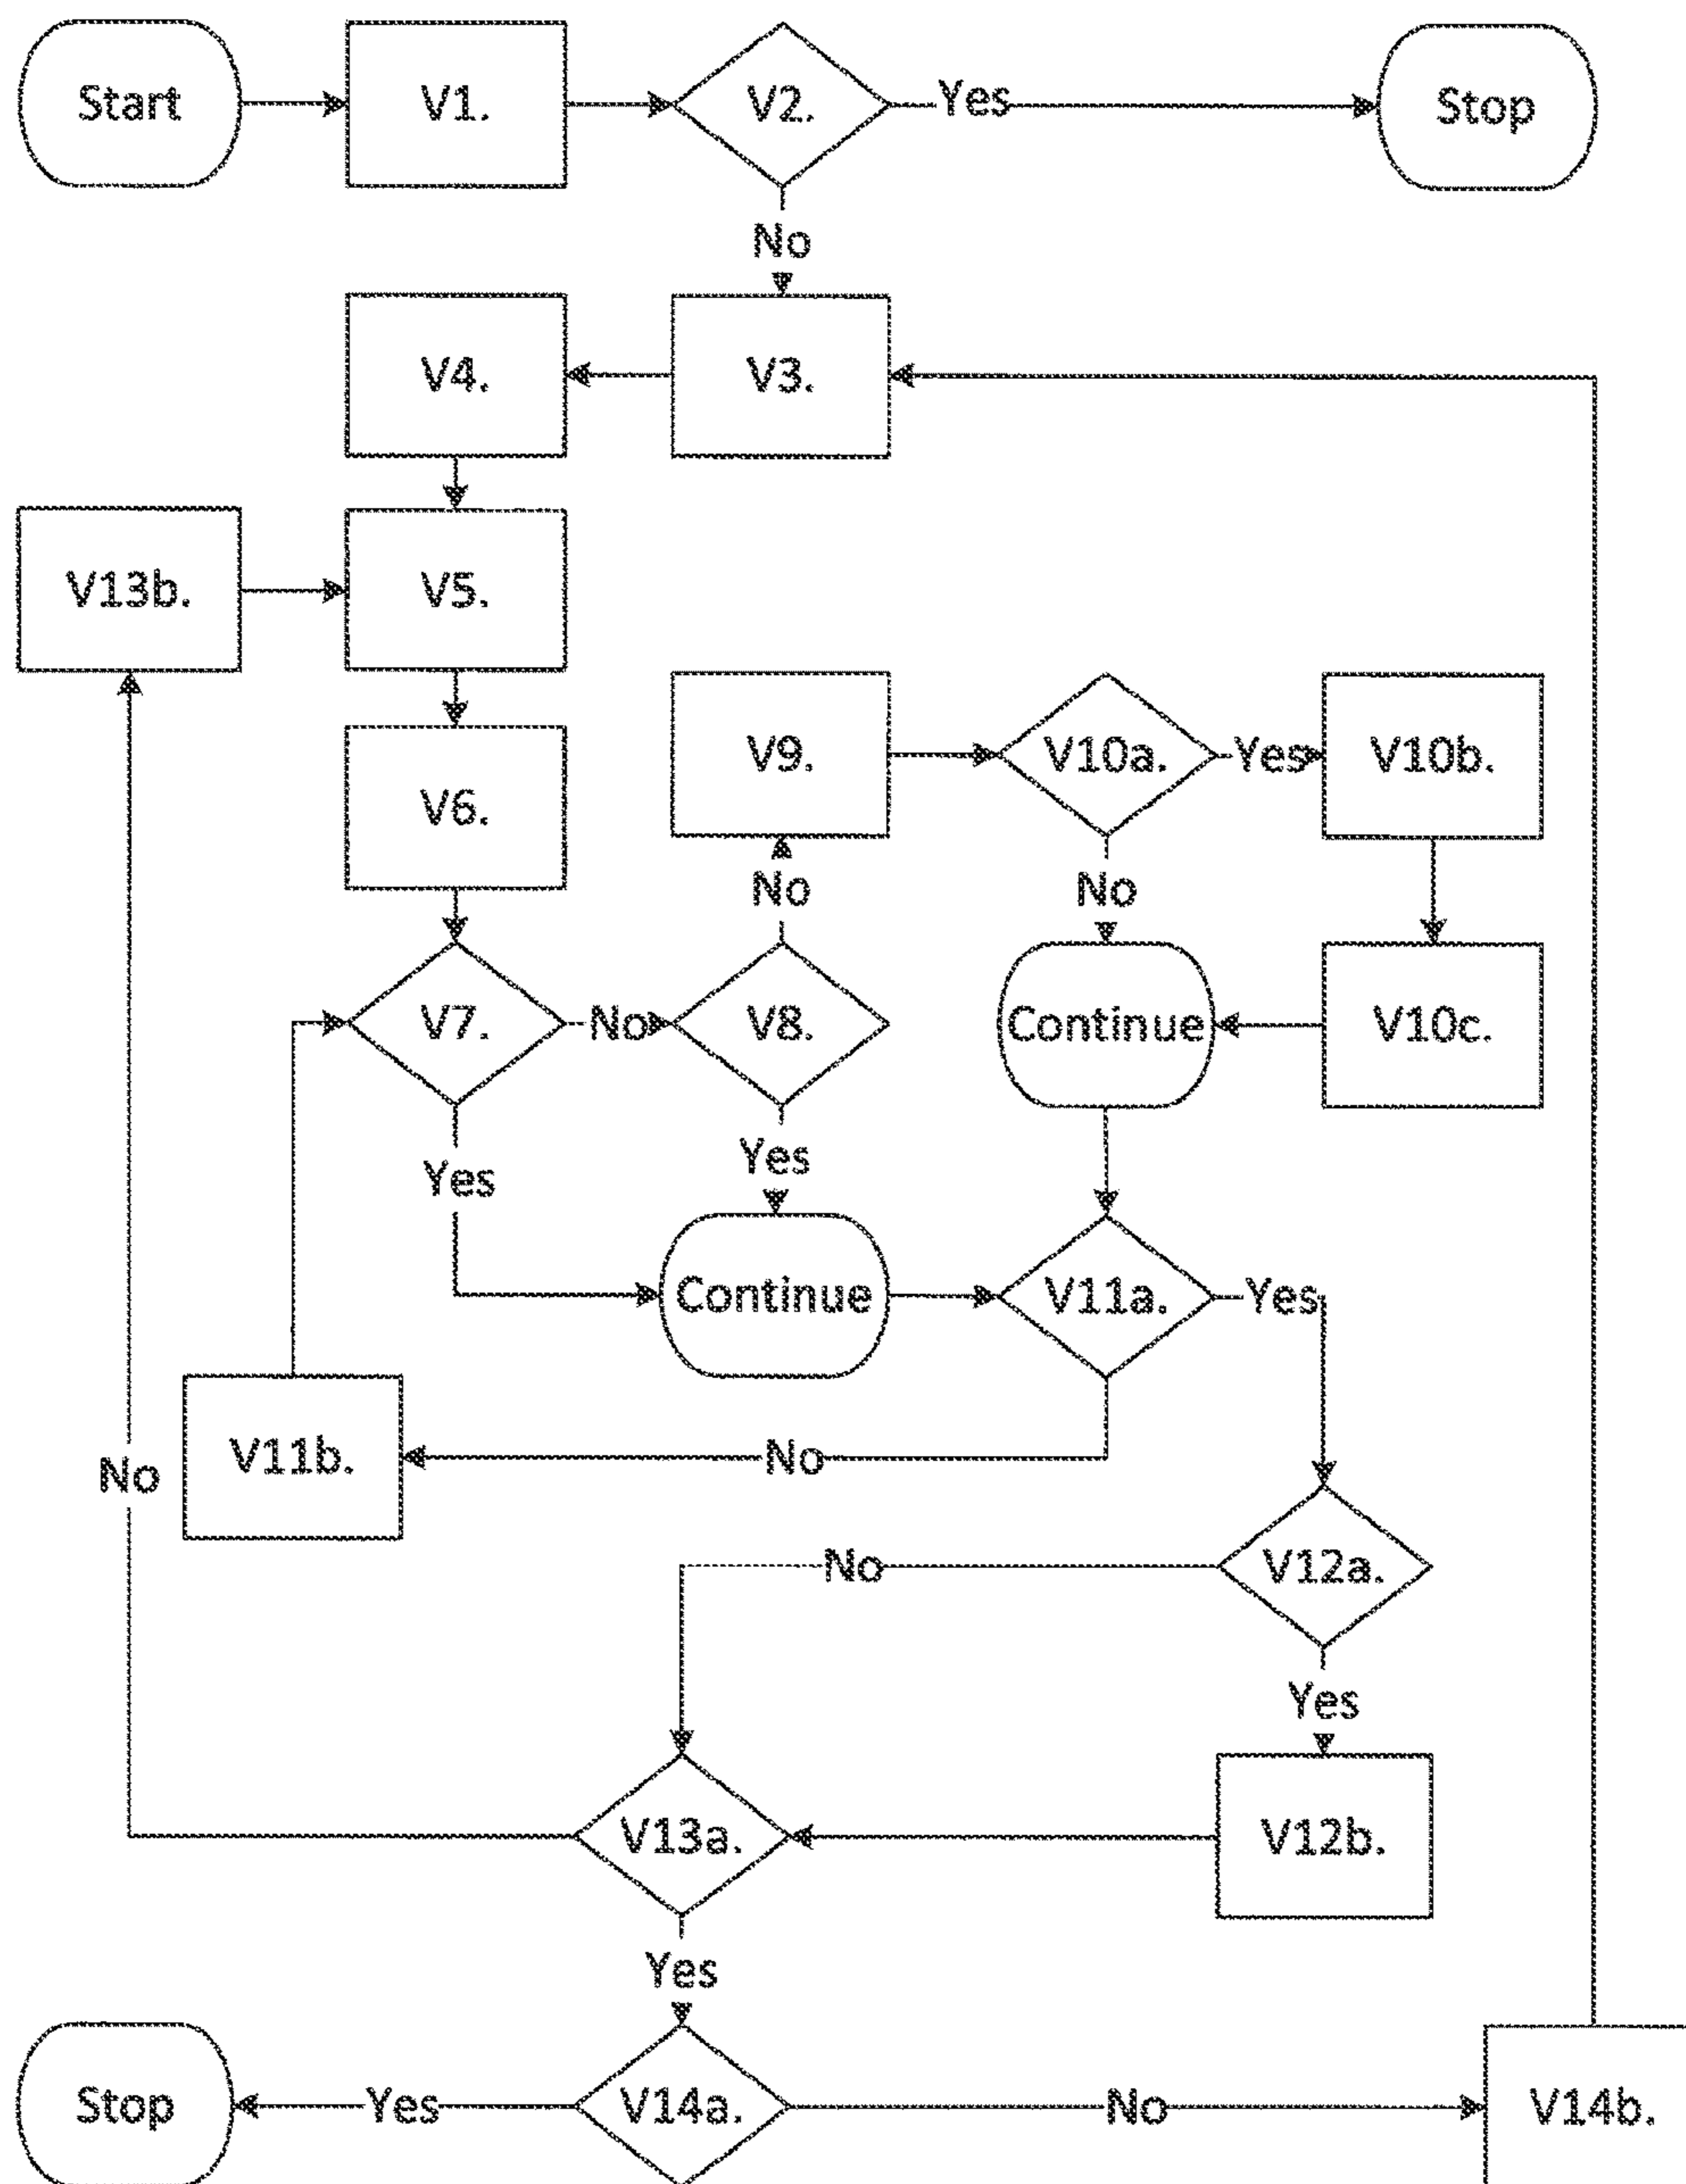 Start
V1.
V2.
Yes
Stop
No
V4.
V3.
V13b.
V5.
V9.
V10a.
Yes
V10b.
V6.
No
No
V7.
No
V8.
Continue
V10c.
Yes
Yes
Continue
V11a.
Yes
V11b.
No
No
No
V12a.
Yes
V13a.
V12b.
Yes
Stop
Yes
V14a.
No
V14b.